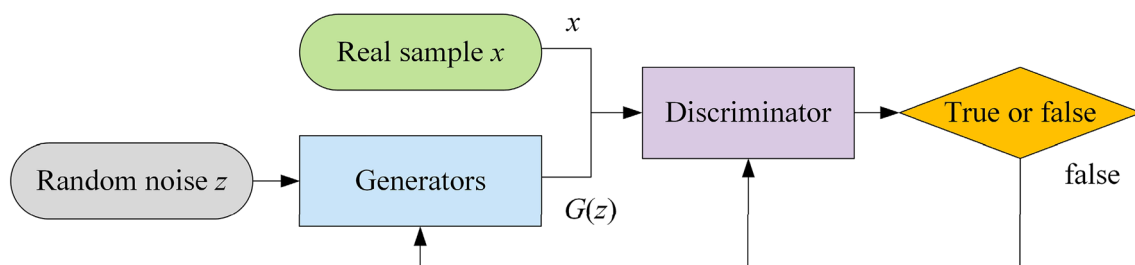 x
Real sample x
Discriminator
True or false
Random noise z
Generators
G(z)
false